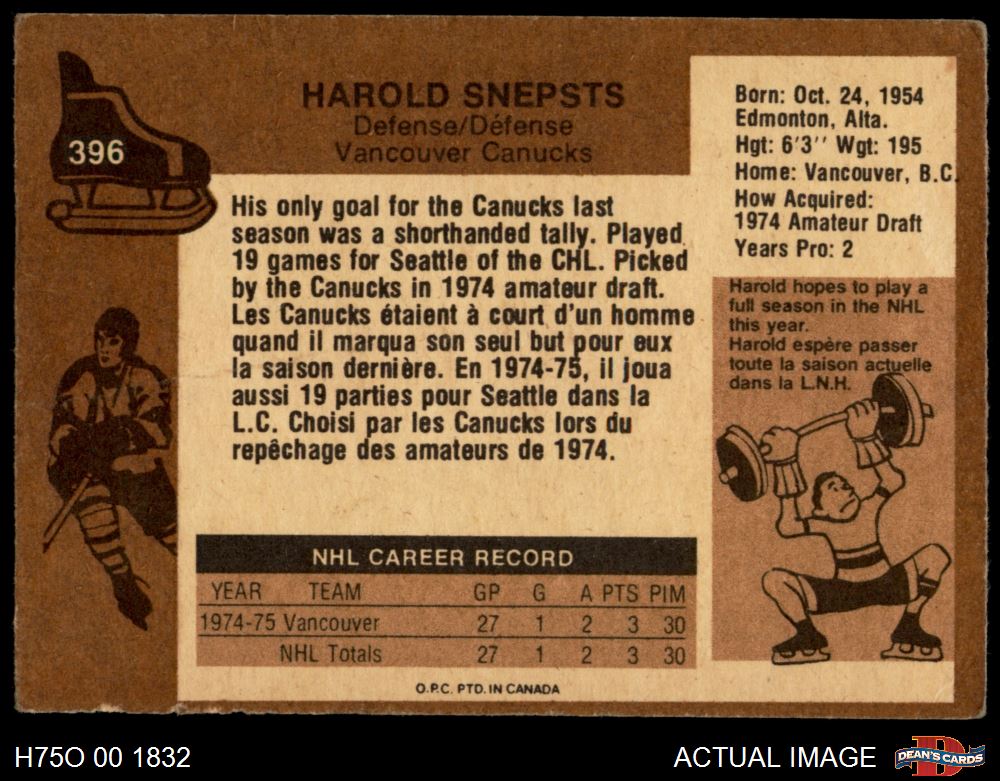 396
HAROLD SNEPSTS
Defense/Défense
Vancouver Canucks
Born: Oct. 24, 1954
Edmonton, Alta.
Hgt: 6'3'' Wgt: 195
Home: Vancouver, B.C.
How Acquired:
1974 Amateur Draft
Years Pro: 2
His only goal for the Canucks last
season was a shorthanded tally. Played
19 games for Seattle of the CHL. Picked
by the Canucks in 1974 amateur draft.
Les Canucks étaient à court d'un homme
quand il marqua son seul but pour eux
la saison dernière. En 1974-75, il joua
aussi 19 parties pour Seattle dans la
L.C. Choisi par les Canucks lors du
repêchage des amateurs de 1974.
Harold hopes to play a
full season in the NHL
this year.
Harold espère passer
toute la saison actuelle
dans la L.N.H.
NHL CAREER RECORD
YEAR TEAM GP G A PTS PIM
1974-75 Vancouver 27 1 2 3 30
NHL Totals 27 1 2 3 30
O.P.C. PTD. IN CANADA
H75O 00 1832
ACTUAL IMAGE
D
DEAN'S CARDS